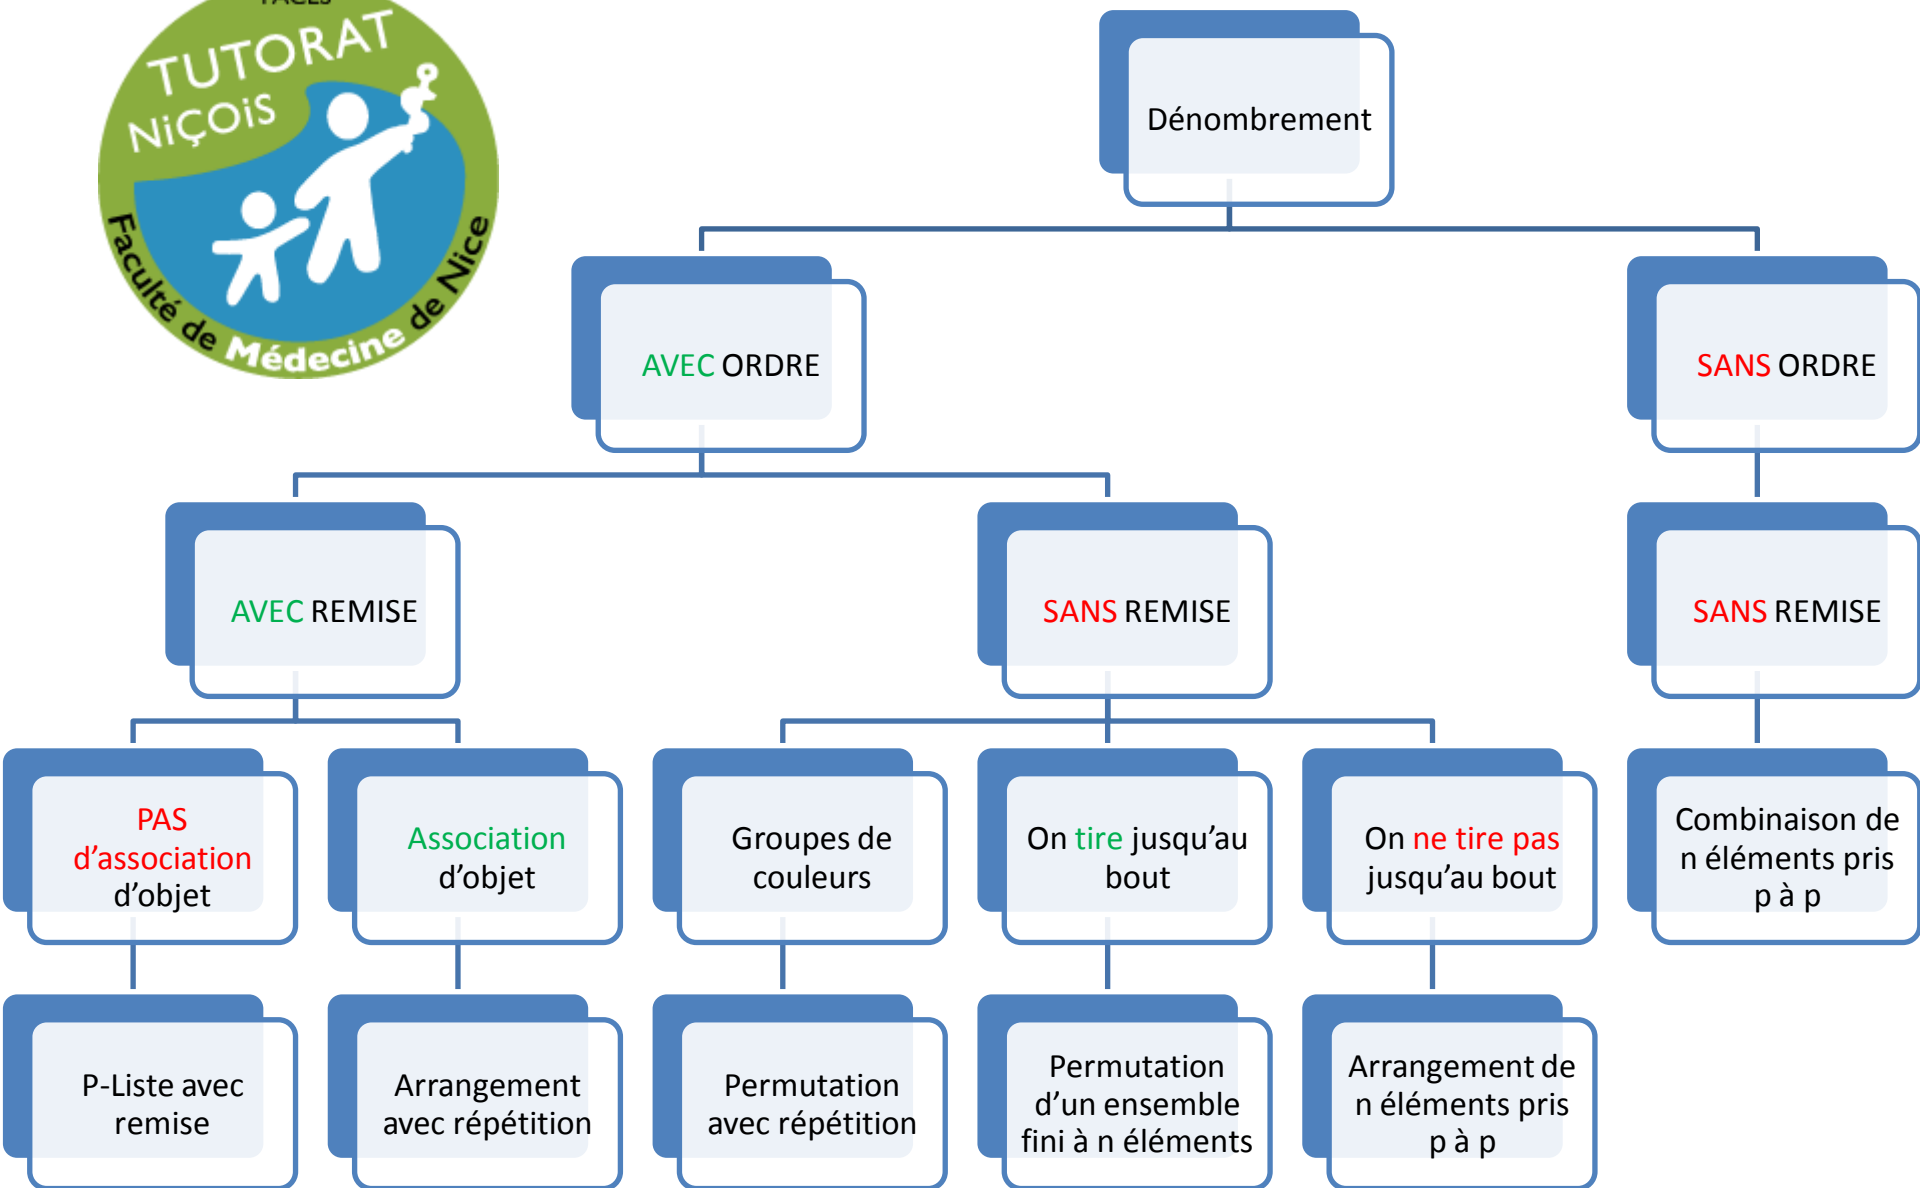 PACES
TUTORAT
NiÇOiS
Faculté de Médecine de Nice
Dénombrement
AVEC ORDRE
SANS ORDRE
AVEC REMISE
SANS REMISE
SANS REMISE
PAS
d’association
d’objet
Association
d’objet
Groupes de
couleurs
On tire jusqu’au
bout
On ne tire pas
jusqu’au bout
Combinaison de
n éléments pris
p à p
P-Liste avec
remise
Arrangement
avec répétition
Permutation
avec répétition
Permutation
d’un ensemble
fini à n éléments
Arrangement de
n éléments pris
p à p